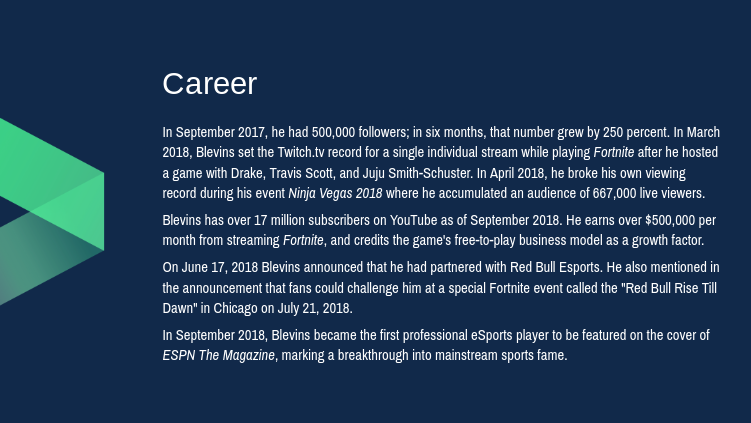 Career
In September 2017, he had 500,000 followers; in six months, that number grew by 250 percent. In March
2018, Blevins set the Twitch.tv record for a single individual stream while playing Fortnite after he hosted
a game with Drake, Travis Scott, and Juju Smith-Schuster. In April 2018, he broke his own viewing
record during his event Ninja Vegas 2018 where he accumulated an audience of 667,000 live viewers.
Blevins has over 17 million subscribers on YouTube as of September 2018. He earns over $500,000 per
month from streaming Fortnite, and credits the game's free-to-play business model as a growth factor.
On June 17, 2018 Blevins announced that he had partnered with Red Bull Esports. He also mentioned in
the announcement that fans could challenge him at a special Fortnite event called the "Red Bull Rise Till
Dawn" in Chicago on July 21, 2018.
In September 2018, Blevins became the first professional eSports player to be featured on the cover of
ESPN The Magazine, marking a breakthrough into mainstream sports fame.